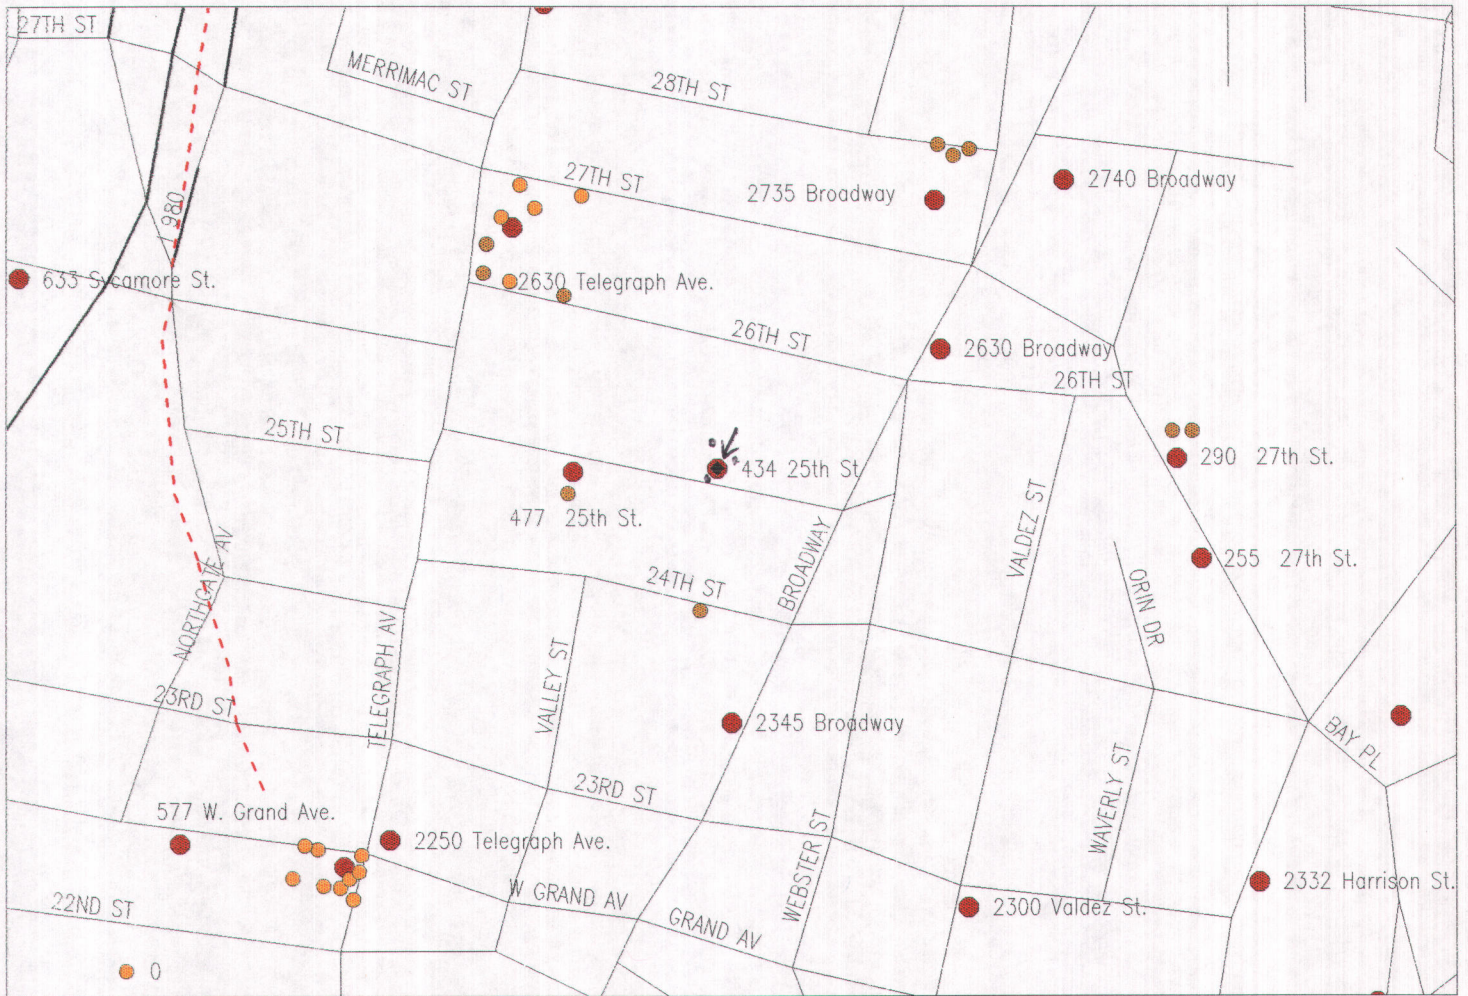 27TH ST
MERRIMAC ST
28TH ST
27TH ST
2735 Broadway
2740 Broadway
I 980
633 Sycamore St.
2630 Telegraph Ave.
26TH ST
2630 Broadway
26TH ST
25TH ST
434 25th St.
290 27th St.
477 25th St.
VALDEZ ST
BROADWAY
255 27th St.
NORTHGATE AV
24TH ST
ORIN DR
TELEGRAPH AV
VALLEY ST
23RD ST
2345 Broadway
BAY PL
23RD ST
WAVERLY ST
577 W. Grand Ave.
2250 Telegraph Ave.
WEBSTER ST
W GRAND AV
2332 Harrison St.
22ND ST
GRAND AV
2300 Valdez St.
0